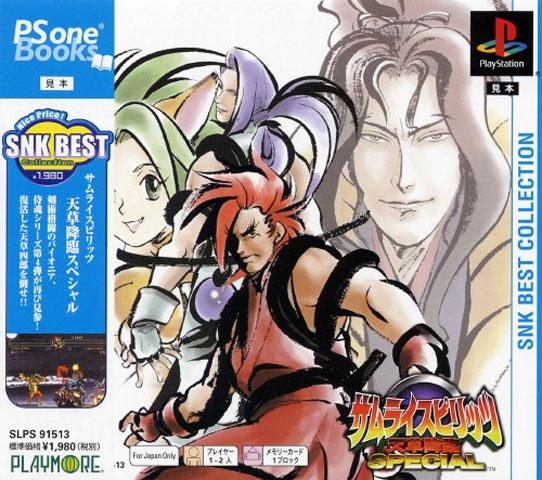 PS one
Books
見本
Nice Price!
SNK BEST
Collection
¥1,980
サムライスピリッツ
天草降臨スペシャル
剣術格闘のパイオニア、
侍魂シリーズ第4弾が再び見参!
復活した天草四郎を倒せ!!
SLPS 91513
標準価格 ¥1,980(税別)
PLAYMORE
-13
For Japan Only
プレイヤー
1~2人
メモリーカード
1ブロック
サムライスピリッツ
天草降臨
SPECIAL
TM
PlayStation
見本
SNK BEST COLLECTION